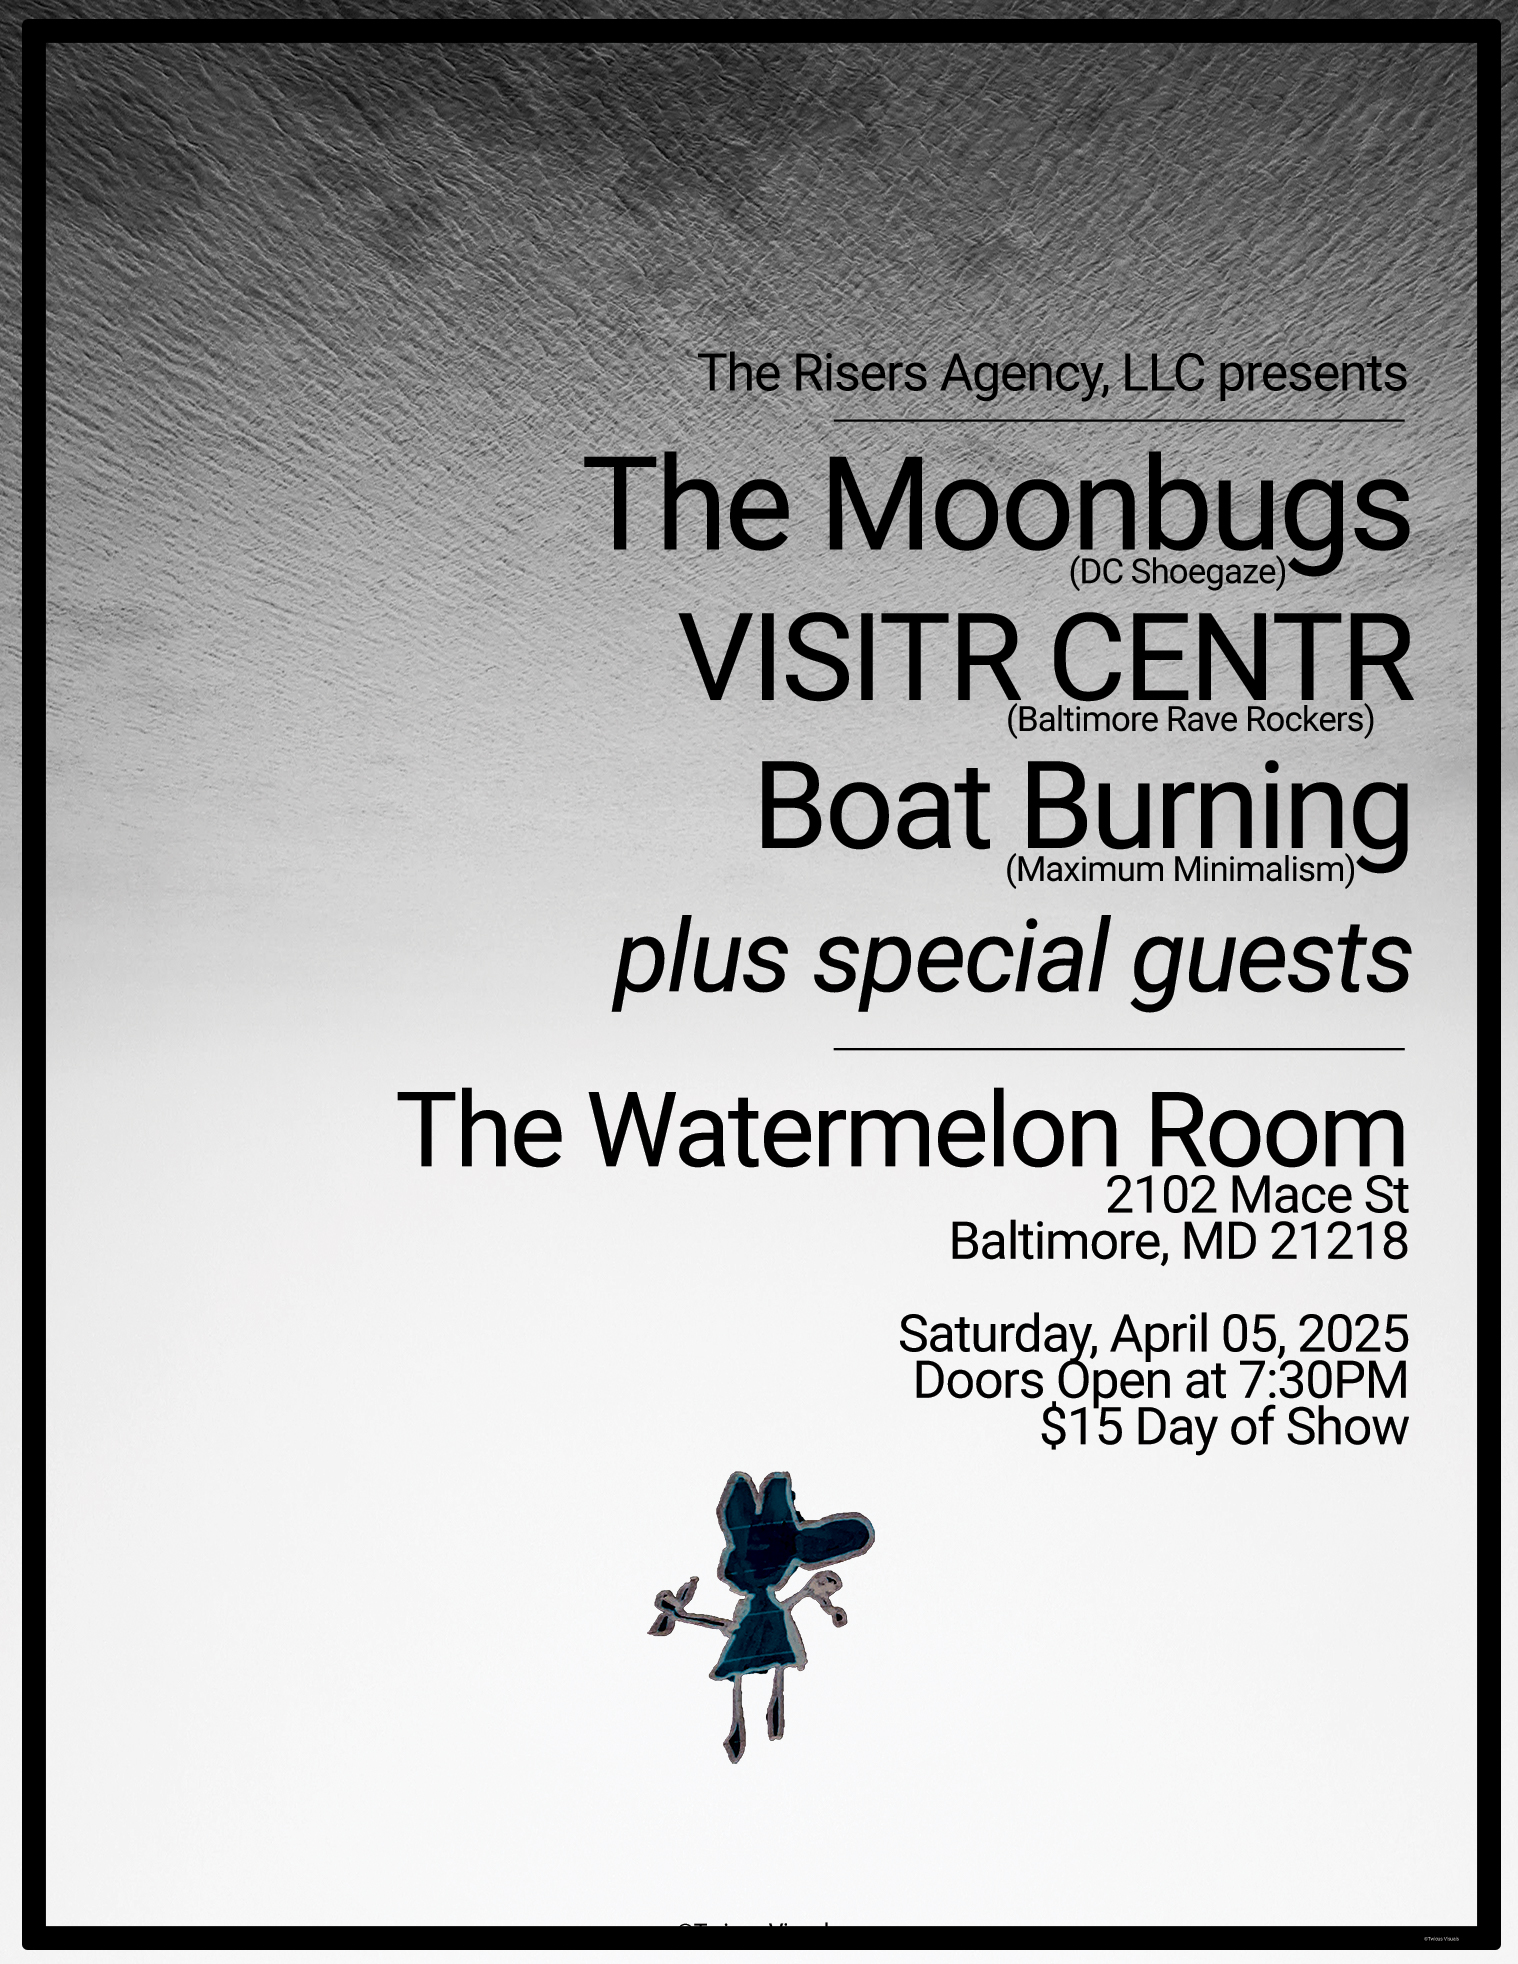 The Risers Agency, LLC presents
The Moonbugs
(DC Shoegaze)
VISITR CENTR
(Baltimore Rave Rockers)
Boat Burning
(Maximum Minimalism)
plus special guests
The Watermelon Room
2102 Mace St
Baltimore, MD 21218
Saturday, April 05, 2025
Doors Open at 7:30PM
$15 Day of Show